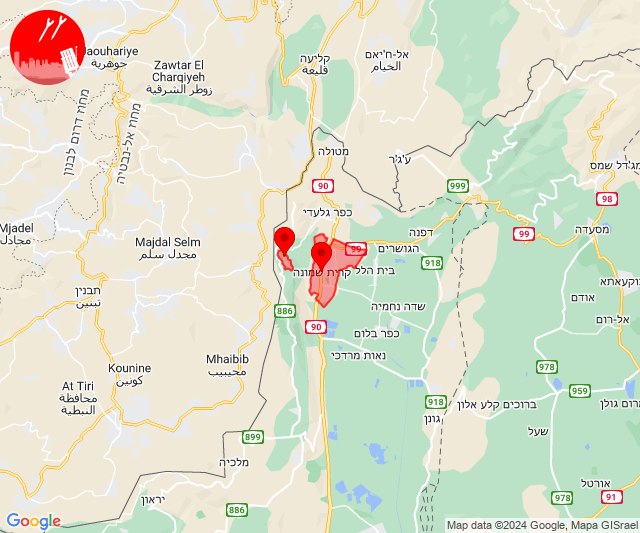 Jaouhariye
جوهرية
Zawtar El
Charqiyeh
زوطر الشرقية
קליעה
قليعة
אל-ח'יאם
الخيام
מחוז דרום לבנון
מחוז אל-נבטיה
מטולה
ע'ג'ר
מג'דל שמס
90
999
98
כפר גלעדי
דפנה
99
מסעדה
Mjadel
مجادل
Majdal Selm
مجدل سلم
99
הגושרים
918
קרית שמונה
בית הלל
בוקעאתא
תבנין
تبنين
886
שדה נחמיה
אודם
אל-רום
90
כפר בלום
Mhaibib
محيبيب
נאות מרדכי
Kounine
كونين
978
At Tiri
محافظة
النبطية
918
959
ברוכים קלע אלון
מרום גולן
גונן
899
שעל
מלכיה
יראון
886
978
אורטל
91
Google
Map data ©2024 Google, Mapa GISrael